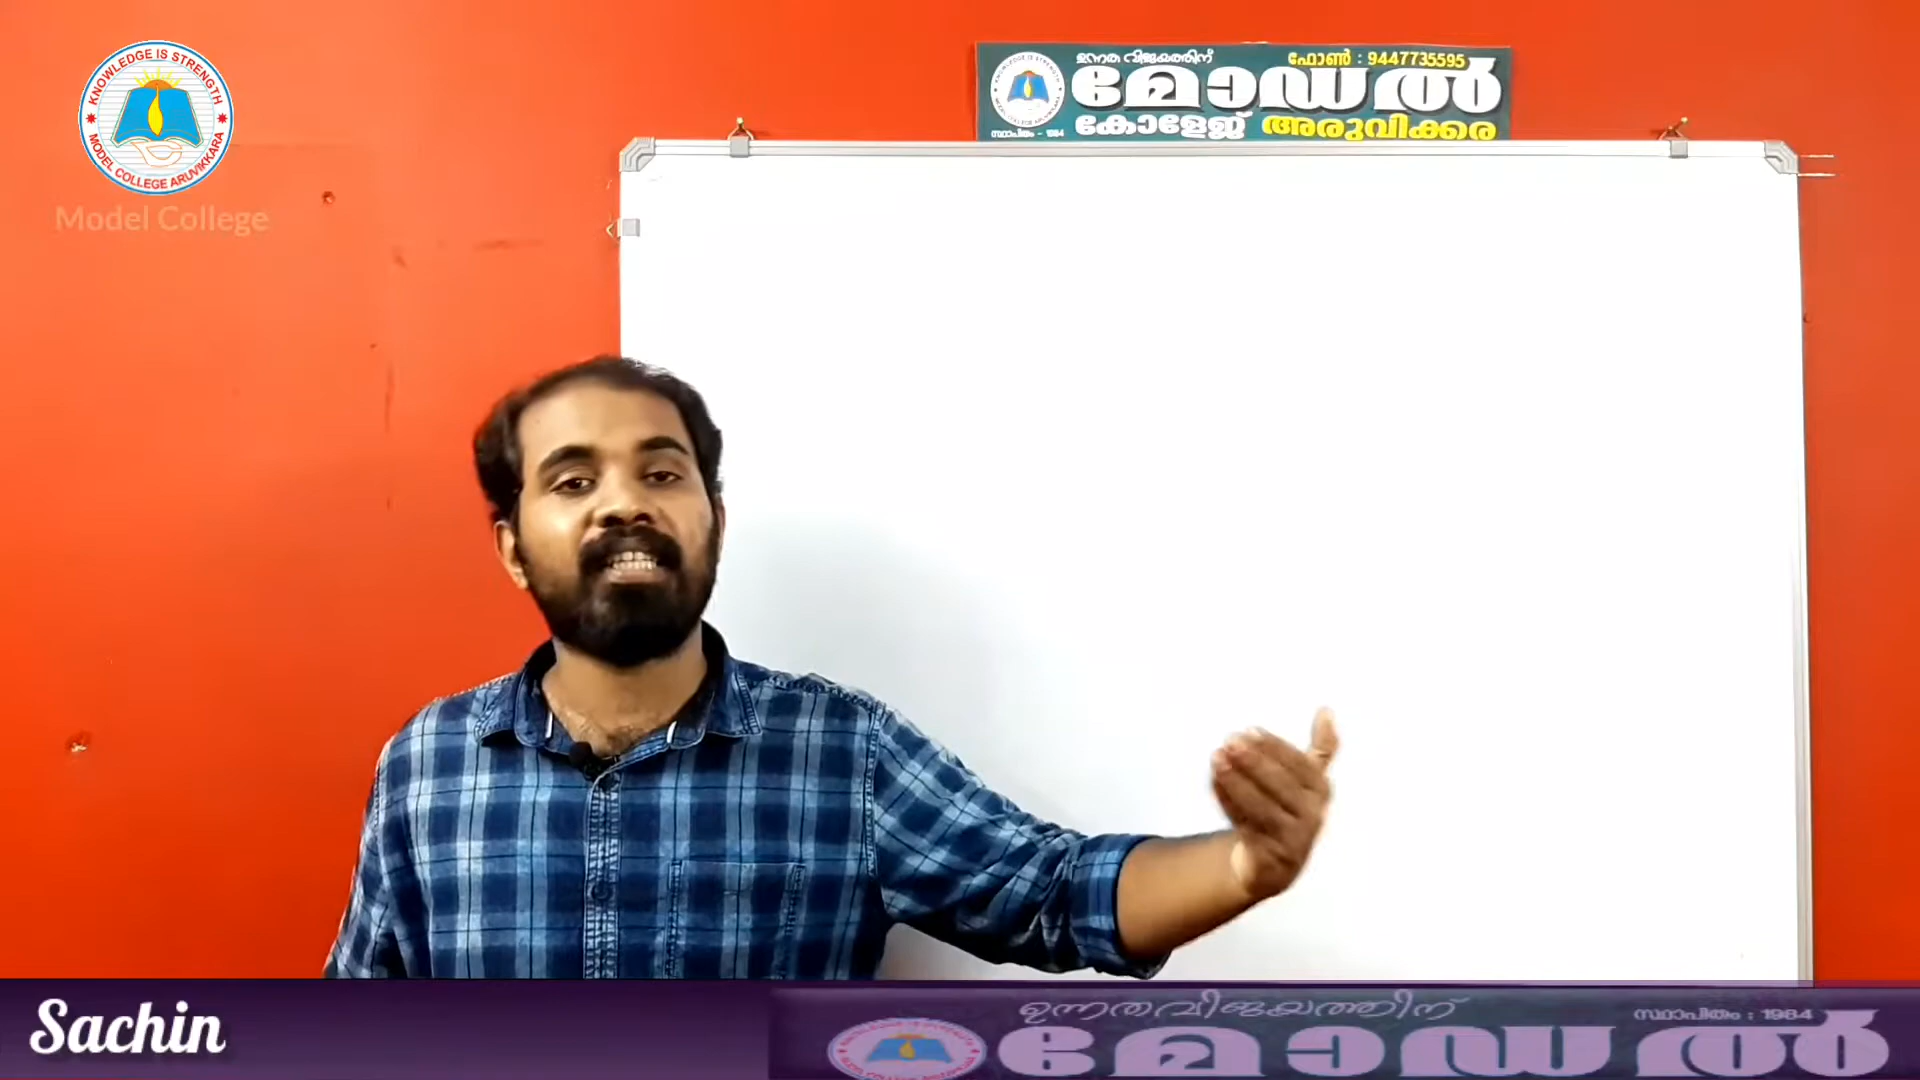 KNOWLEDGE IS STRENGTH
MODEL COLLEGE ARUVIKKARA
Model College
ഉന്നത വിജയത്തിന്
ഫോൺ : 9447735595
മോഡൽ
സ്ഥാപിതം - 1984
കോളേജ് അരുവിക്കര
Sachin
ഉന്നതവിജയത്തിന്
സ്ഥാപിതം : 1984
മോഡൽ